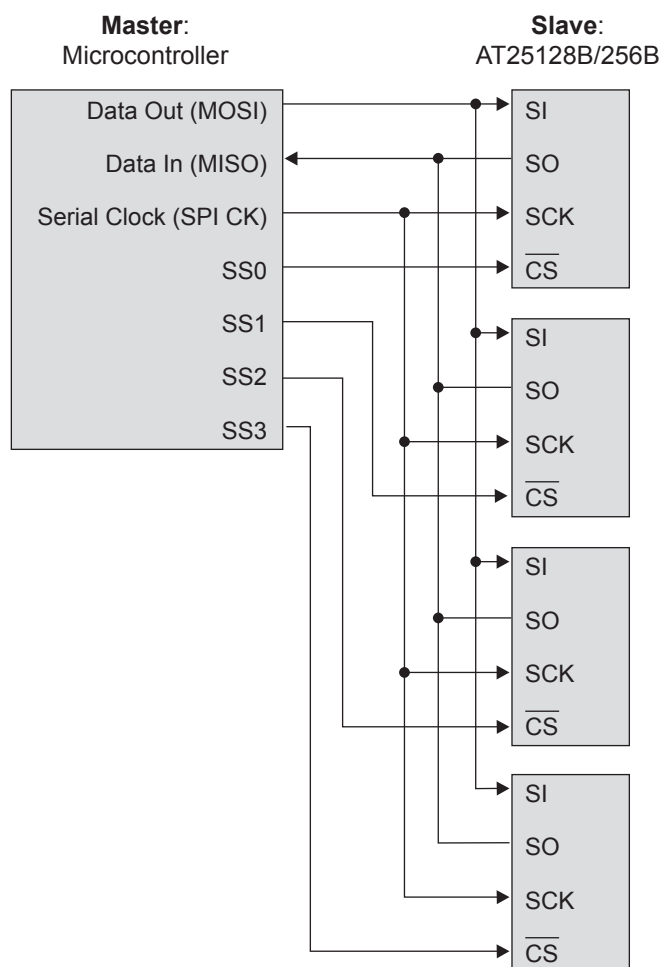 Master:
Microcontroller
Slave:
AT25128B/256B
Data Out (MOSI)
Data In (MISO)
Serial Clock (SPI CK)
SS0
SS1
SS2
SS3
SI
SO
SCK
CS
SI
SO
SCK
CS
SI
SO
SCK
CS
SI
SO
SCK
CS